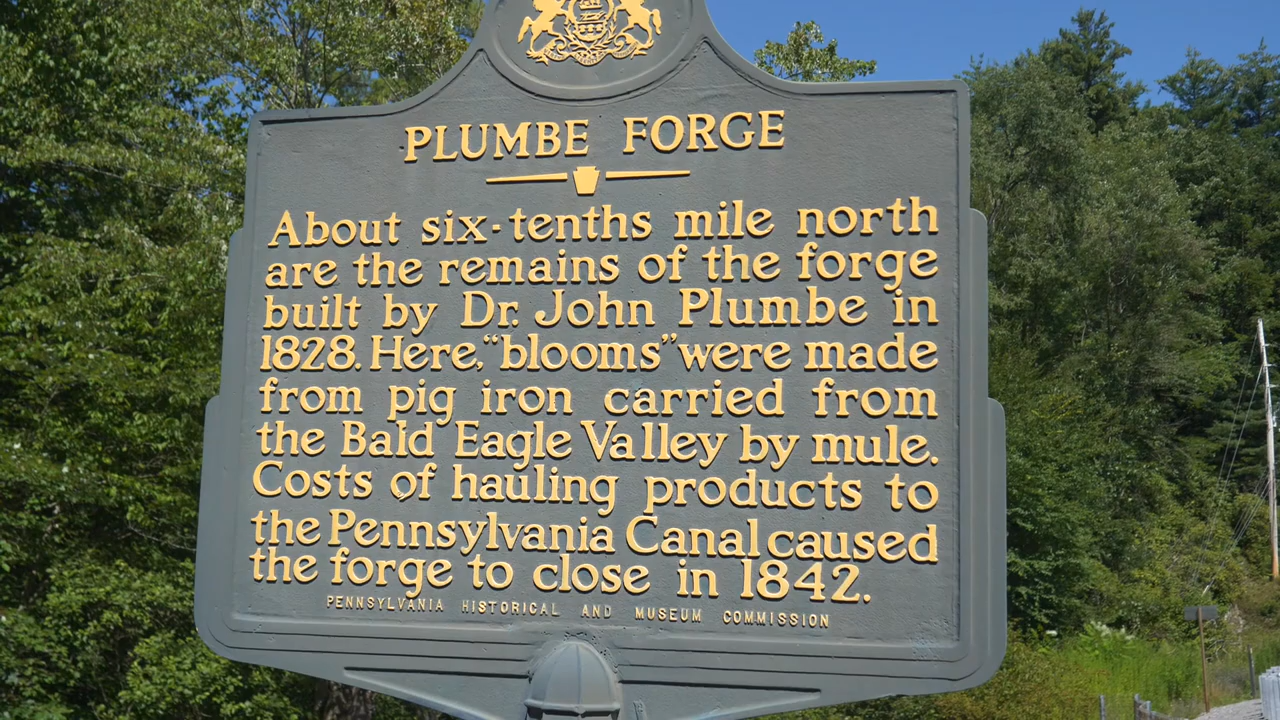 PLUMBE FORGE
About six-tenths mile north
are the remains of the forge
built by Dr. John Plumbe in
1828. Here, "blooms" were made
from pig iron carried from
the Bald Eagle Valley by mule.
Costs of hauling products to
the Pennsylvania Canal caused
the forge to close in 1842.
PENNSYLVANIA HISTORICAL AND MUSEUM COMMISSION